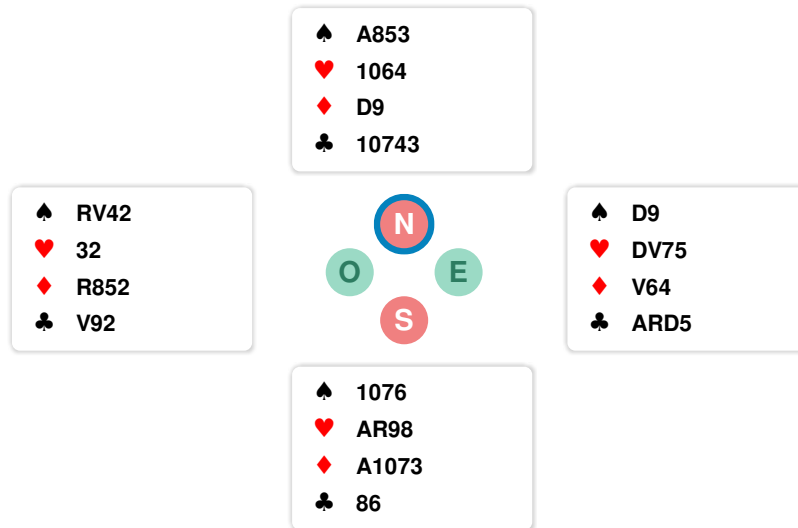 ♠ A853
♥ 1064
♦ D9
♣ 10743
♠ RV42
♥ 32
♦ R852
♣ V92
N
O E
S
♠ D9
♥ DV75
♦ V64
♣ ARD5
♠ 1076
♥ AR98
♦ A1073
♣ 86